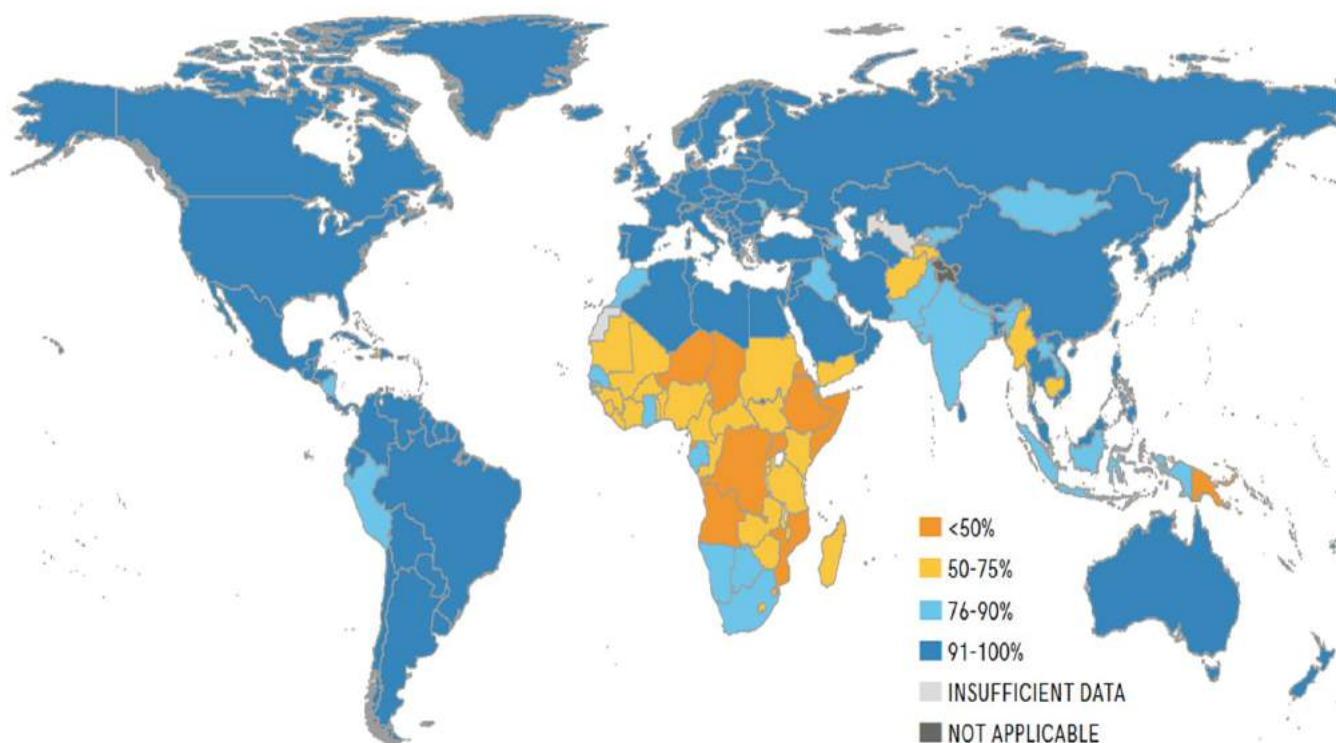 <50%
50-75%
76-90%
91-100%
INSUFFICIENT DATA
NOT APPLICABLE